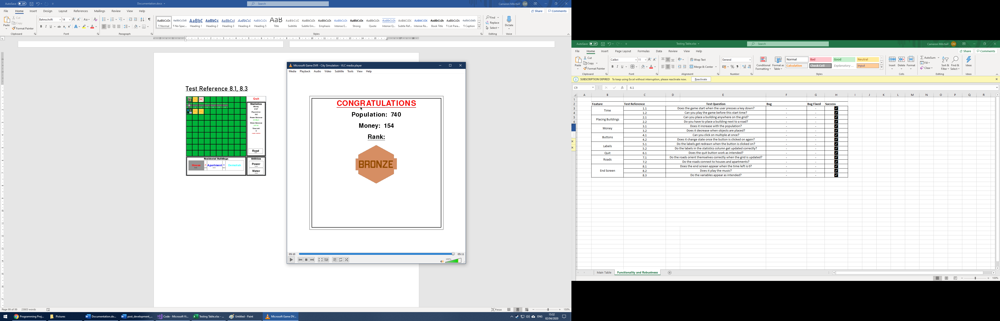 AutoSave Off
Documentation.docx
Search
Cameron Mitchell CM
File Home Insert Design Layout References Mailings Review View Help
Share Comments
Paste
Cut
Copy
Format Painter
Clipboard
Bahnschrift 14
Font
Paragraph
AaBbCcDc AaBbCcDd AaBbC AaBbCc AaBbCcI AaBbCcL AaBbCcDc AaB
¶ Normal ¶ No Spac... Heading 1 Heading 2 Heading 3 Heading 4 Heading 5 Title Subtitle Subtle Em... Emphasis Intense E... Strong Quote Intense Q... Subtle Ref... Intense Re... Book Title ¶ List Para... ¶ Caption
Styles
Find
Replace
Select
Editing
Dictate
Voice
Test Reference 8.1, 8.3
Quit
Statistics
Money
£147
Population
740
Power Balance
Water Balance
Time left
0
Road
Residental Buildings
House
Apartment
Demolish
Utilities
Power
Water
Microsoft Game DVR - City Simulation - VLC media player
Media Playback Audio Video Subtitle Tools View Help
CONGRATULATIONS
Population: 740
Money: 154
Rank:
BRONZE
05:10
05:11
100%
Page 99 of 99 23803 words
Focus
150%
Programming Proj...
Pictures
Documentation.do...
post_development_...
Code - Microsoft Vi...
Testing Table.xlsx - ...
Untitled - Paint
Microsoft Game DV...
ENG
15:32
02/04/2020
AutoSave Off
Testing Table.xlsx
Search
Cameron Mitchell CM
File Home Insert Page Layout Formulas Data Review View Help
Share Comments
Paste
Cut
Copy
Format Painter
Clipboard
Calibri 11
Font
Wrap Text
Merge & Center
Alignment
General
Number
Conditional Formatting
Format as Table
Normal Bad Good Neutral
Calculation Check Cell Explanatory ... Input
Styles
Insert Delete Format
Cells
AutoSum
Fill
Clear
Sort & Filter
Find & Select
Editing
Ideas
Ideas
SUBSCRIPTION EXPIRED To keep using Excel without interruption, please reactivate now. Reactivate
C9 fx 4.1
A B C D E F G H I J K L M N O P Q R
1
2 Feature Test Reference Test Question Bug Bug Fixed Success
3 Time 1.1 Does the game start when the user presses a key down? - -
4 1.2 Can you play the game before this start time? - -
5 Placing Buildings 2.1 Can you place a building anywhere on the grid? - -
6 2.2 Do you have to place a building next to a road? - -
Money 3.1 Does it increase with the population? - -
3.2 Does it decrease when objects are placed? - -
Buttons 4.1 Can you click on multiple at once? - -
4.2 Does it change state once the button is clicked on again? - -
Labels 5.1 Do the labels get redrawn when the button is clicked on? - -
5.2 Do the labels in the statistics column get updated correctly? - -
Quit 6.1 Does the quit button work as intended? - -
Roads 7.1 Do the roads orient themselves correctly when the grid is updated? - -
7.2 Do the roads connect to houses and apartments? - -
End Screen 8.1 Does the end screen appear when the time left is 0? - -
8.2 Does it play the music? - -
8.3 Do the variables appear as intended? - -
Main Table Functionality and Robustness
100%